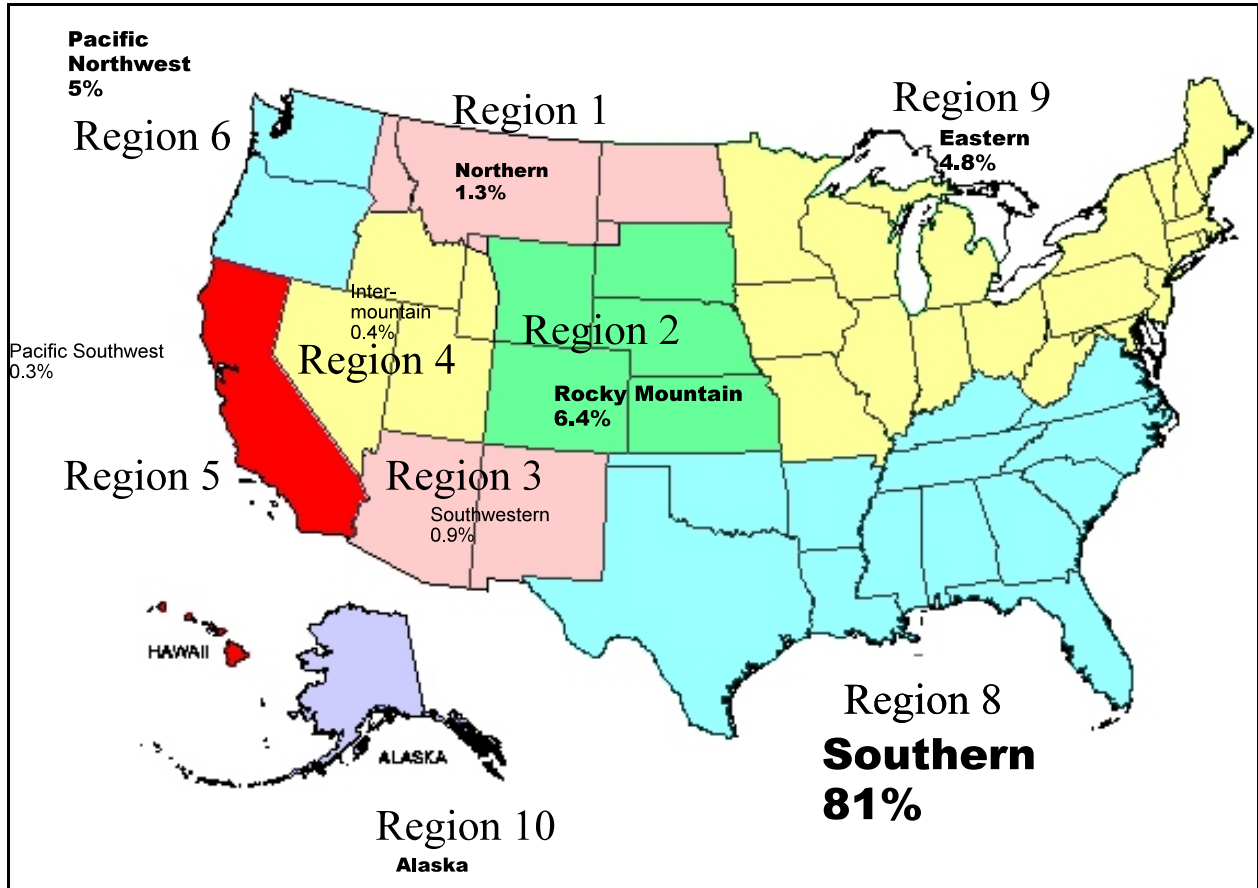 Pacific
Northwest
5%
Region 6
Region 1
Northern
1.3%
Region 9
Eastern
4.8%
Inter-
mountain
0.4%
Region 4
Region 2
Rocky Mountain
6.4%
Pacific Southwest
0.3%
Region 5
Region 3
Southwestern
0.9%
HAWAII
ALASKA
Region 10
Alaska
Region 8
Southern
81%